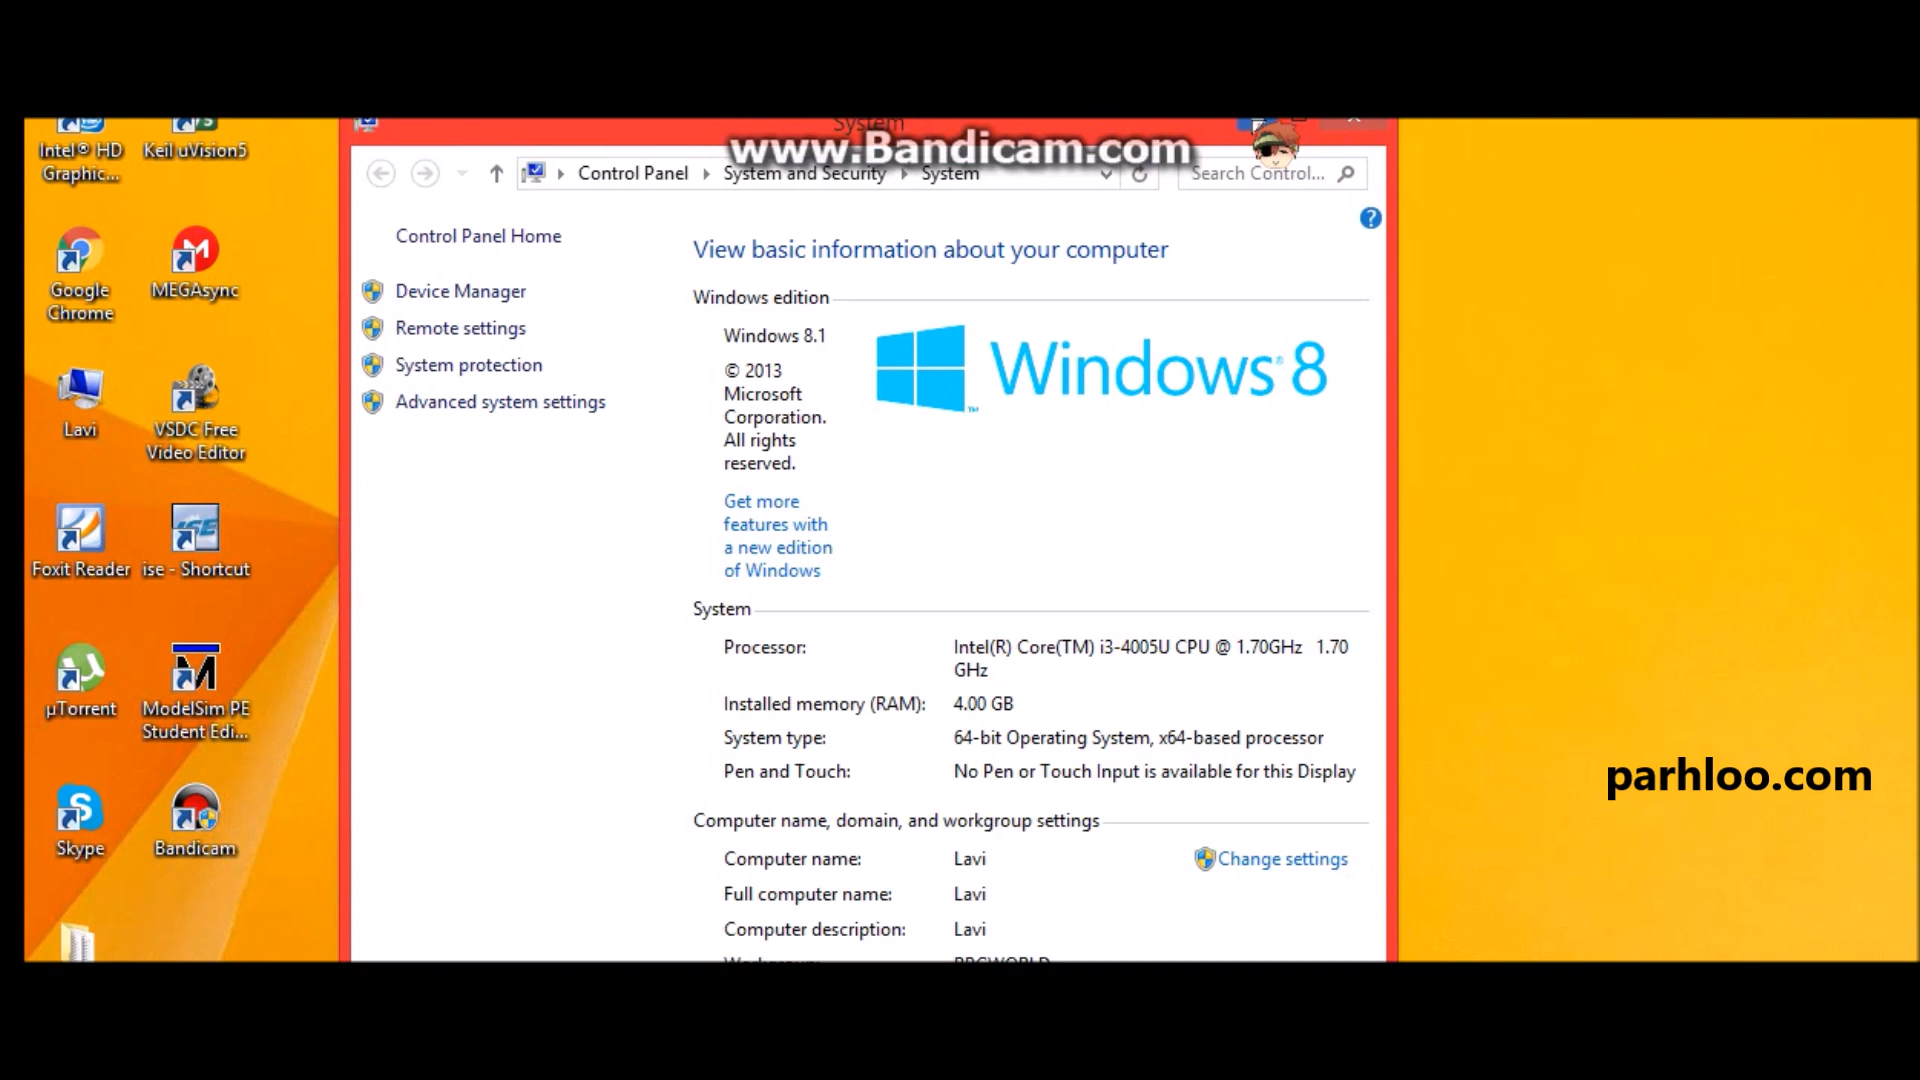 Intel® HD
Graphic...
Keil uVision5
Google
Chrome
MEGAsync
Lavi
VSDC Free
Video Editor
Foxit Reader
ise - Shortcut
µTorrent
ModelSim PE
Student Edi...
Skype
Bandicam
System
www.Bandicam.com
Control Panel
System and Security
System
Search Control...
Control Panel Home
Device Manager
Remote settings
System protection
Advanced system settings
View basic information about your computer
Windows edition
Windows 8.1
© 2013
Microsoft
Corporation.
All rights
reserved.
Get more
features with
a new edition
of Windows
Windows® 8
System
Processor: Intel(R) Core(TM) i3-4005U CPU @ 1.70GHz 1.70
GHz
Installed memory (RAM): 4.00 GB
System type: 64-bit Operating System, x64-based processor
Pen and Touch: No Pen or Touch Input is available for this Display
Computer name, domain, and workgroup settings
Computer name: Lavi
Change settings
Full computer name: Lavi
Computer description: Lavi
parhloo.com